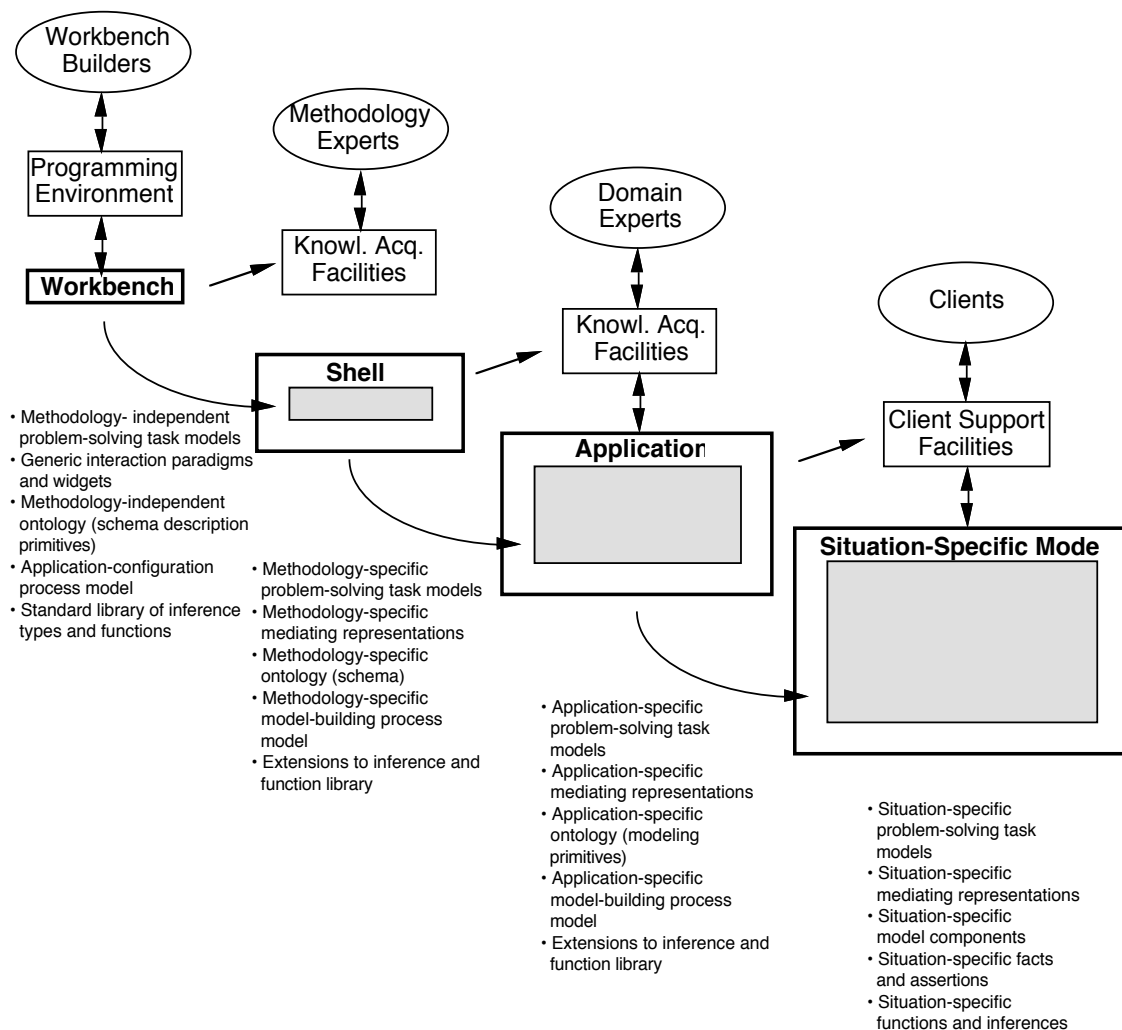 Workbench
Builders
Programming
Environment
Workbench
Methodology
Experts
Knowl. Acq.
Facilities
Shell
Domain
Experts
Knowl. Acq.
Facilities
Application
Clients
Client Support
Facilities
Situation-Specific Mode
• Methodology- independent
problem-solving task models
• Generic interaction paradigms
and widgets
• Methodology-independent
ontology (schema description
primitives)
• Application-configuration
process model
• Standard library of inference
types and functions
• Methodology-specific
problem-solving task models
• Methodology-specific
mediating representations
• Methodology-specific
ontology (schema)
• Methodology-specific
model-building process
model
• Extensions to inference and
function library
• Application-specific
problem-solving task
models
• Application-specific
mediating representations
• Application-specific
ontology (modeling
primitives)
• Application-specific
model-building process
model
• Extensions to inference and
function library
• Situation-specific
problem-solving task
models
• Situation-specific
mediating representations
• Situation-specific
model components
• Situation-specific facts
and assertions
• Situation-specific
functions and inferences